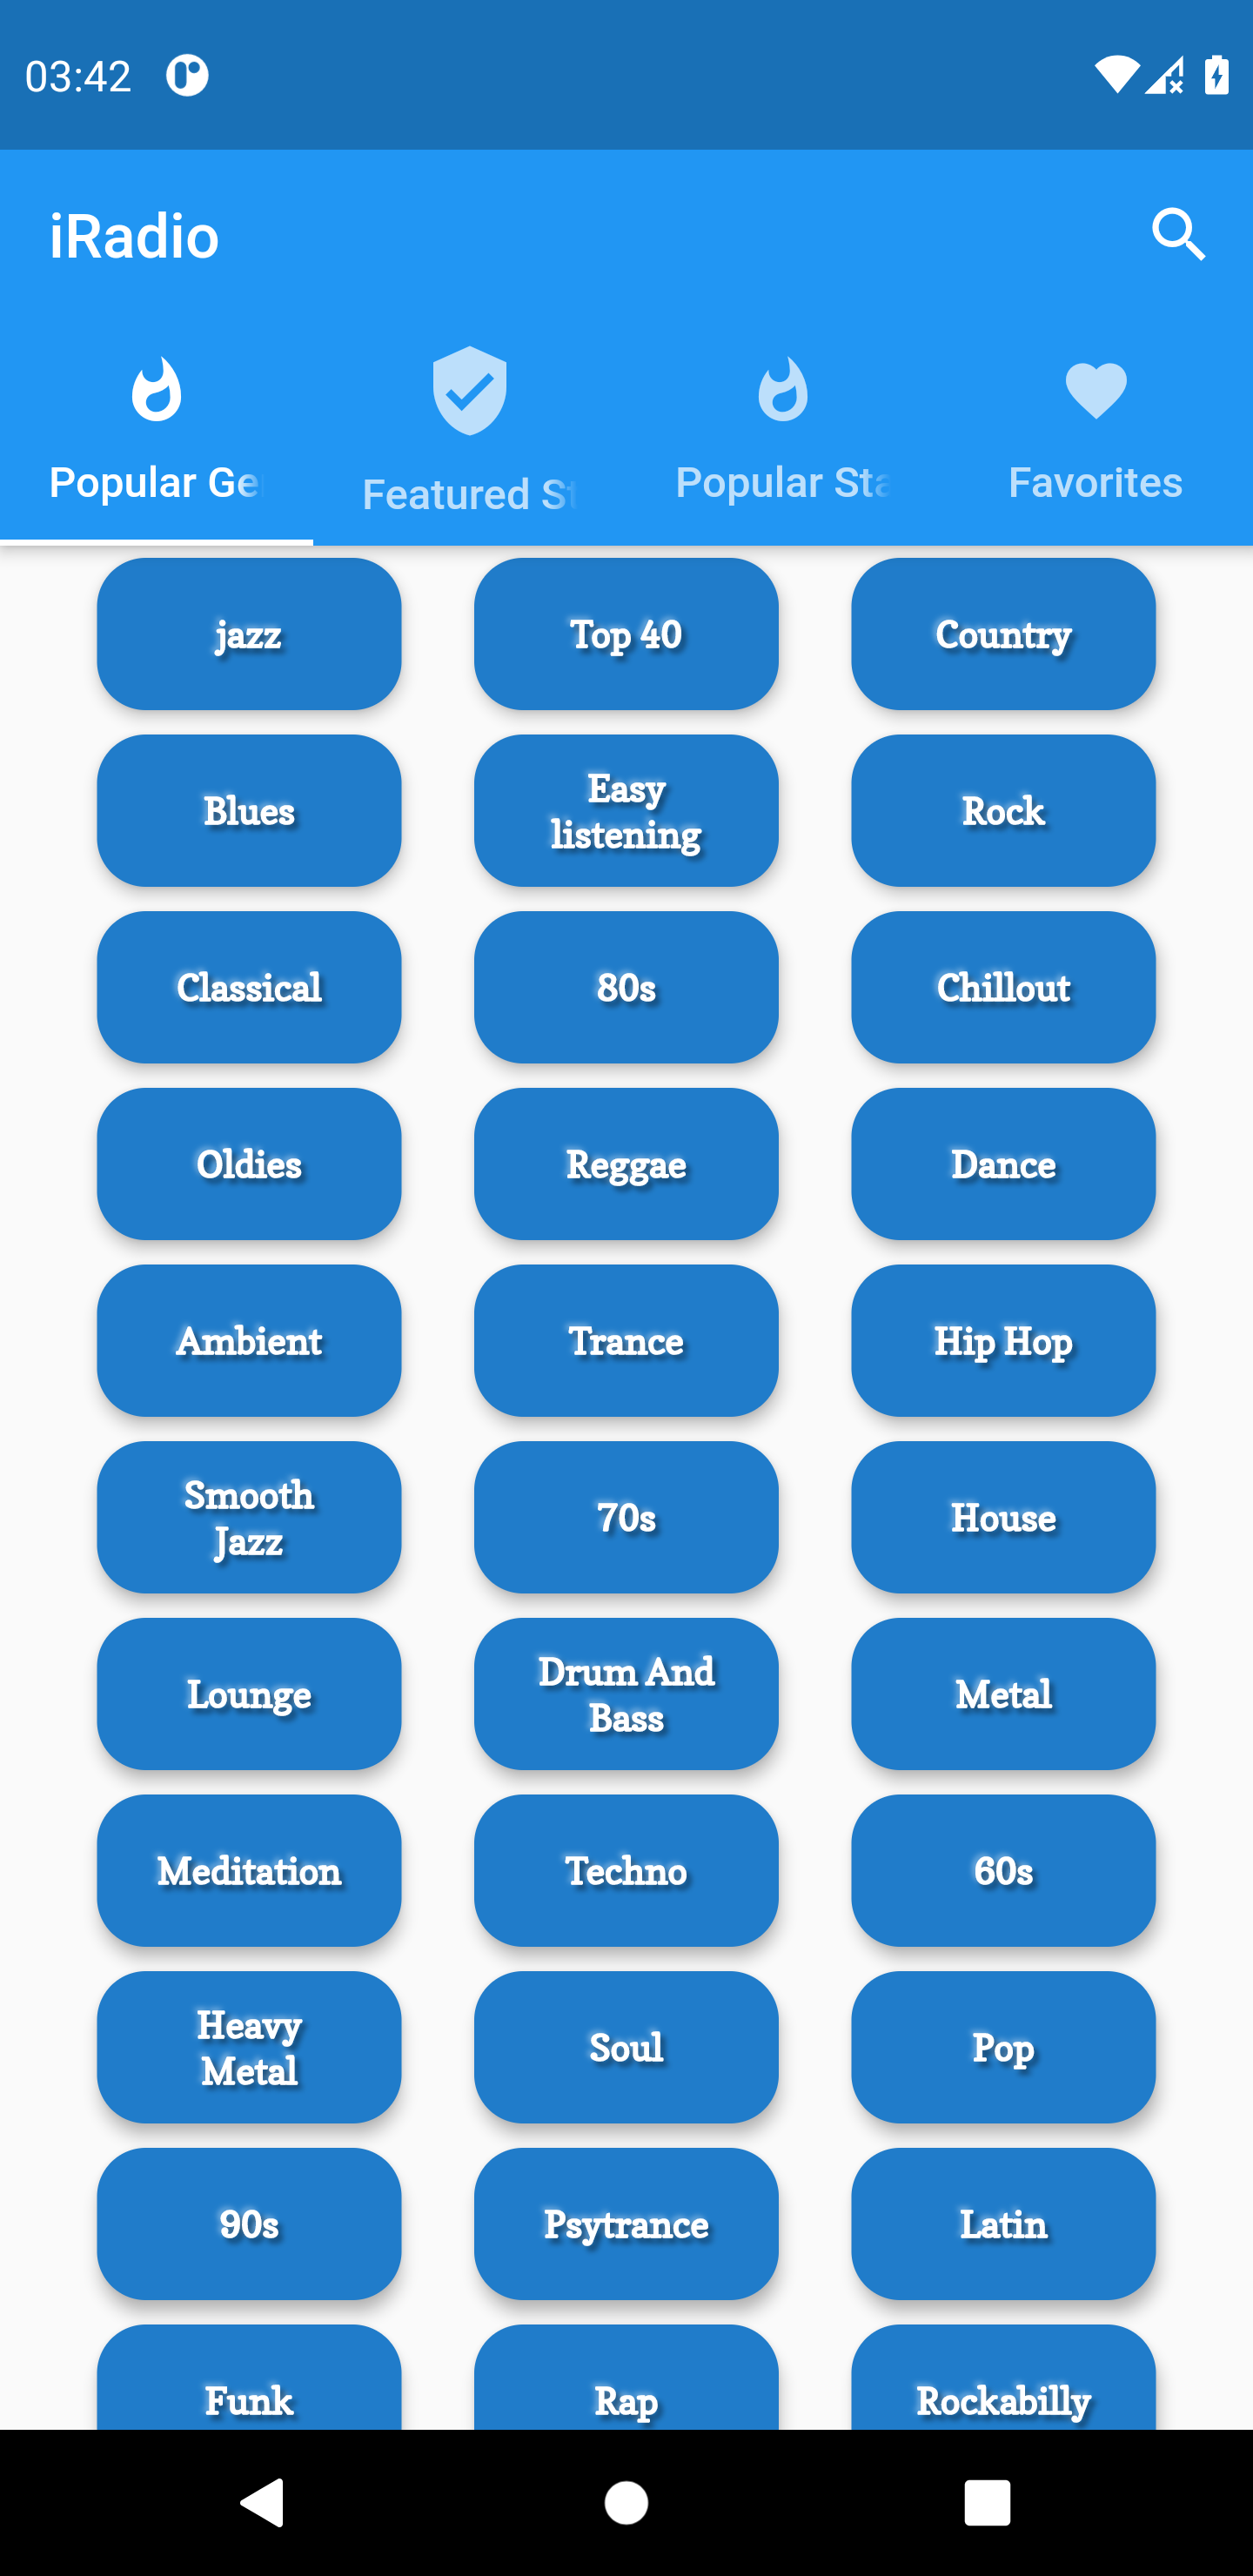 03:42
iRadio
Popular Ge
Featured St
Popular Sta
Favorites
jazz
Top 40
Country
Blues
Easy
listening
Rock
Classical
80s
Chillout
Oldies
Reggae
Dance
Ambient
Trance
Hip Hop
Smooth
Jazz
70s
House
Lounge
Drum And
Bass
Metal
Meditation
Techno
60s
Heavy
Metal
Soul
Pop
90s
Psytrance
Latin
Funk
Rap
Rockabilly